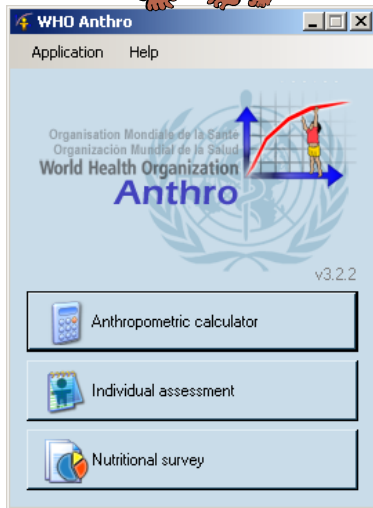 WHO Anthro
Application Help
Organisation Mondiale de la Santé
Organización Mundial de la Salud
World Health Organization
Anthro
v3.2.2
Anthropometric calculator
Individual assessment
Nutritional survey